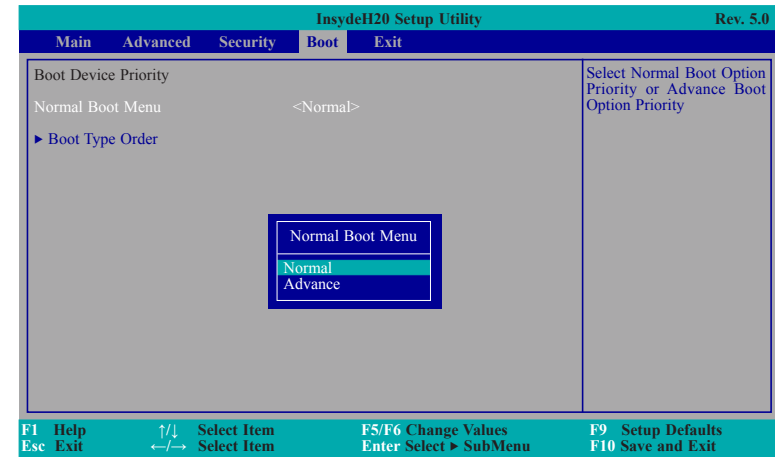 InsydeH20 Setup Utility Rev. 5.0
Main Advanced Security Boot Exit
Boot Device Priority
Normal Boot Menu <Normal>
▶ Boot Type Order
Select Normal Boot Option
Priority or Advance Boot
Option Priority
Normal Boot Menu
Normal
Advance
F1 Help ↑/↓ Select Item F5/F6 Change Values F9 Setup Defaults
Esc Exit ←/→ Select Item Enter Select ▶ SubMenu F10 Save and Exit